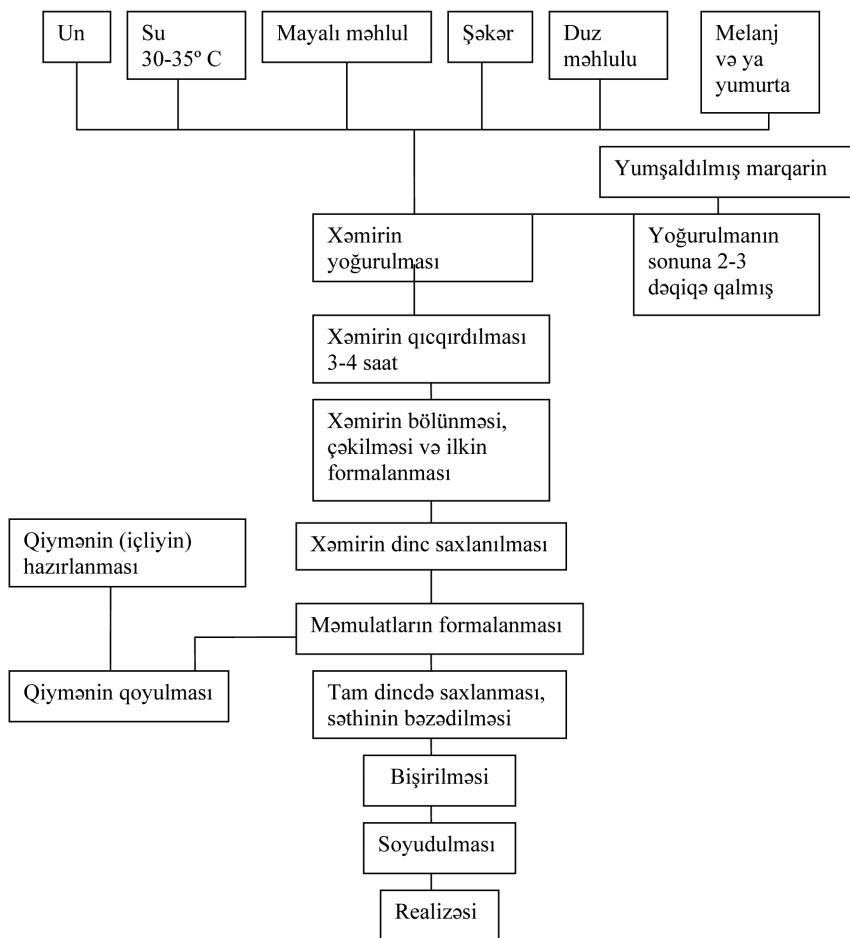 Un
Su
30-35º C
Mayalı məhlul
Şəkər
Duz
məhlulu
Melanj
və ya
yumurta
Yumşaldılmış marqarin
Xəmirin
yoğurulması
Yoğurulmanın
sonuna 2-3
dəqiqə qalmış
Xəmirin qıcqırdılması
3-4 saat
Xəmirin bölünməsi,
çəkilməsi və ilkin
formalanması
Qiymənin (içliyin)
hazırlanması
Xəmirin dinc saxlanılması
Məmulatların formalanması
Qiymənin qoyulması
Tam dincdə saxlanması,
səthinin bəzədilməsi
Bişirilməsi
Soyudulması
Realizəsi